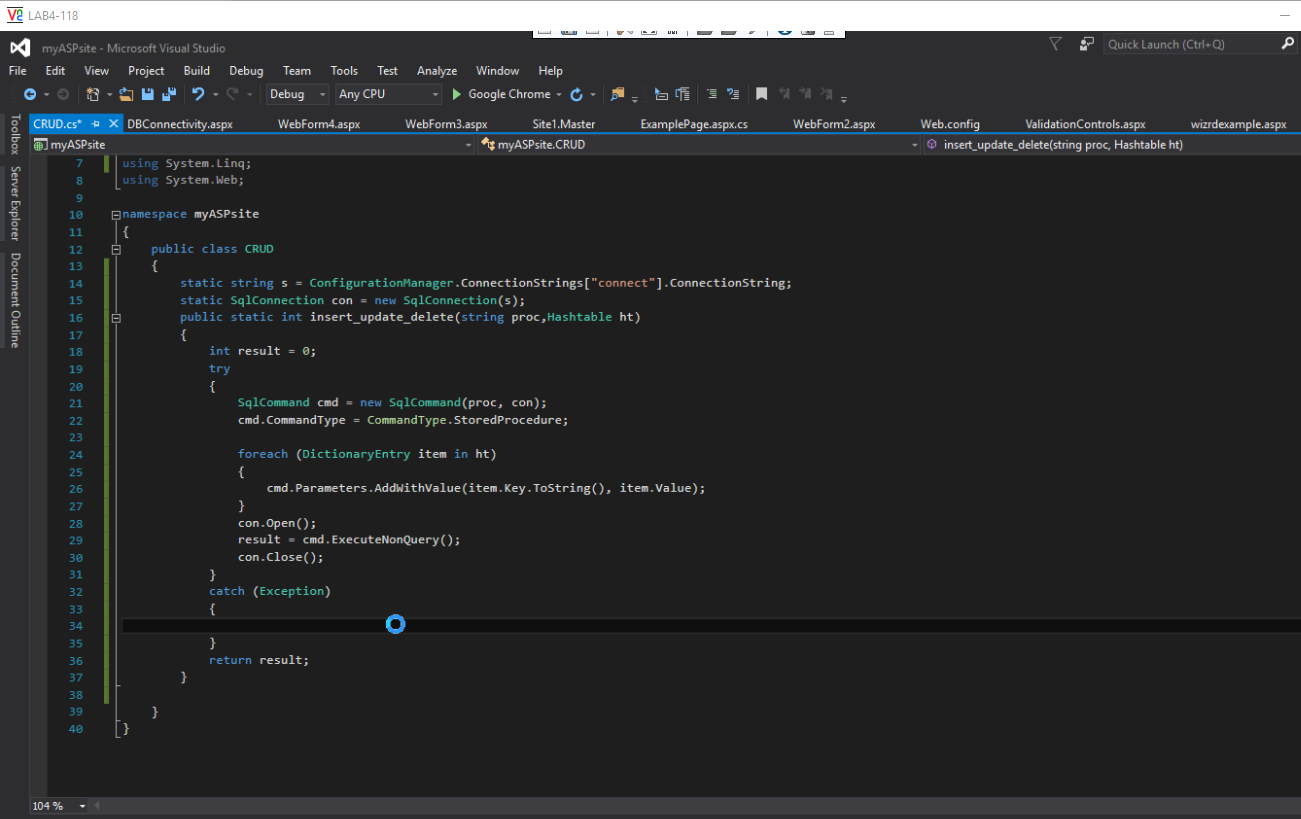 LAB4-118
myASPsite - Microsoft Visual Studio
Quick Launch (Ctrl+Q)
File Edit View Project Build Debug Team Tools Test Analyze Window Help
Debug Any CPU Google Chrome
CRUD.cs* DBConnectivity.aspx WebForm4.aspx WebForm3.aspx Site1.Master ExamplePage.aspx.cs WebForm2.aspx Web.config ValidationControls.aspx wizrdexample.aspx
myASPsite myASPsite.CRUD insert_update_delete(string proc, Hashtable ht)
Toolbox
Server Explorer
Document Outline
7 using System.Linq;
8 using System.Web;
9
10 namespace myASPsite
11 {
12 public class CRUD
13 {
14 static string s = ConfigurationManager.ConnectionStrings["connect"].ConnectionString;
15 static SqlConnection con = new SqlConnection(s);
16 public static int insert_update_delete(string proc,Hashtable ht)
17 {
18 int result = 0;
19 try
20 {
21 SqlCommand cmd = new SqlCommand(proc, con);
22 cmd.CommandType = CommandType.StoredProcedure;
23
24 foreach (DictionaryEntry item in ht)
25 {
26 cmd.Parameters.AddWithValue(item.Key.ToString(), item.Value);
27 }
28 con.Open();
29 result = cmd.ExecuteNonQuery();
30 con.Close();
31 }
32 catch (Exception)
33 {
34
35 }
36 return result;
37 }
38
39 }
40 }
104 %